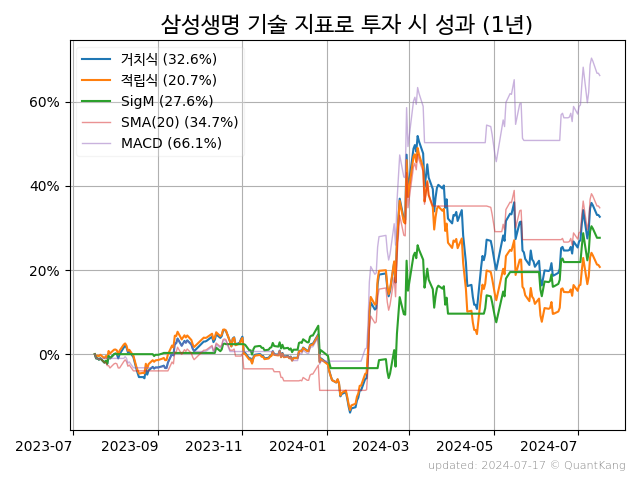 삼성생명 기술 지표로 투자 시 성과 (1년)
거치식 (32.6%)
적립식 (20.7%)
SigM (27.6%)
SMA(20) (34.7%)
MACD (66.1%)
60%
40%
20%
0%
2023-07 2023-09 2023-11 2024-01 2024-03 2024-05 2024-07
updated: 2024-07-17 © QuantKang